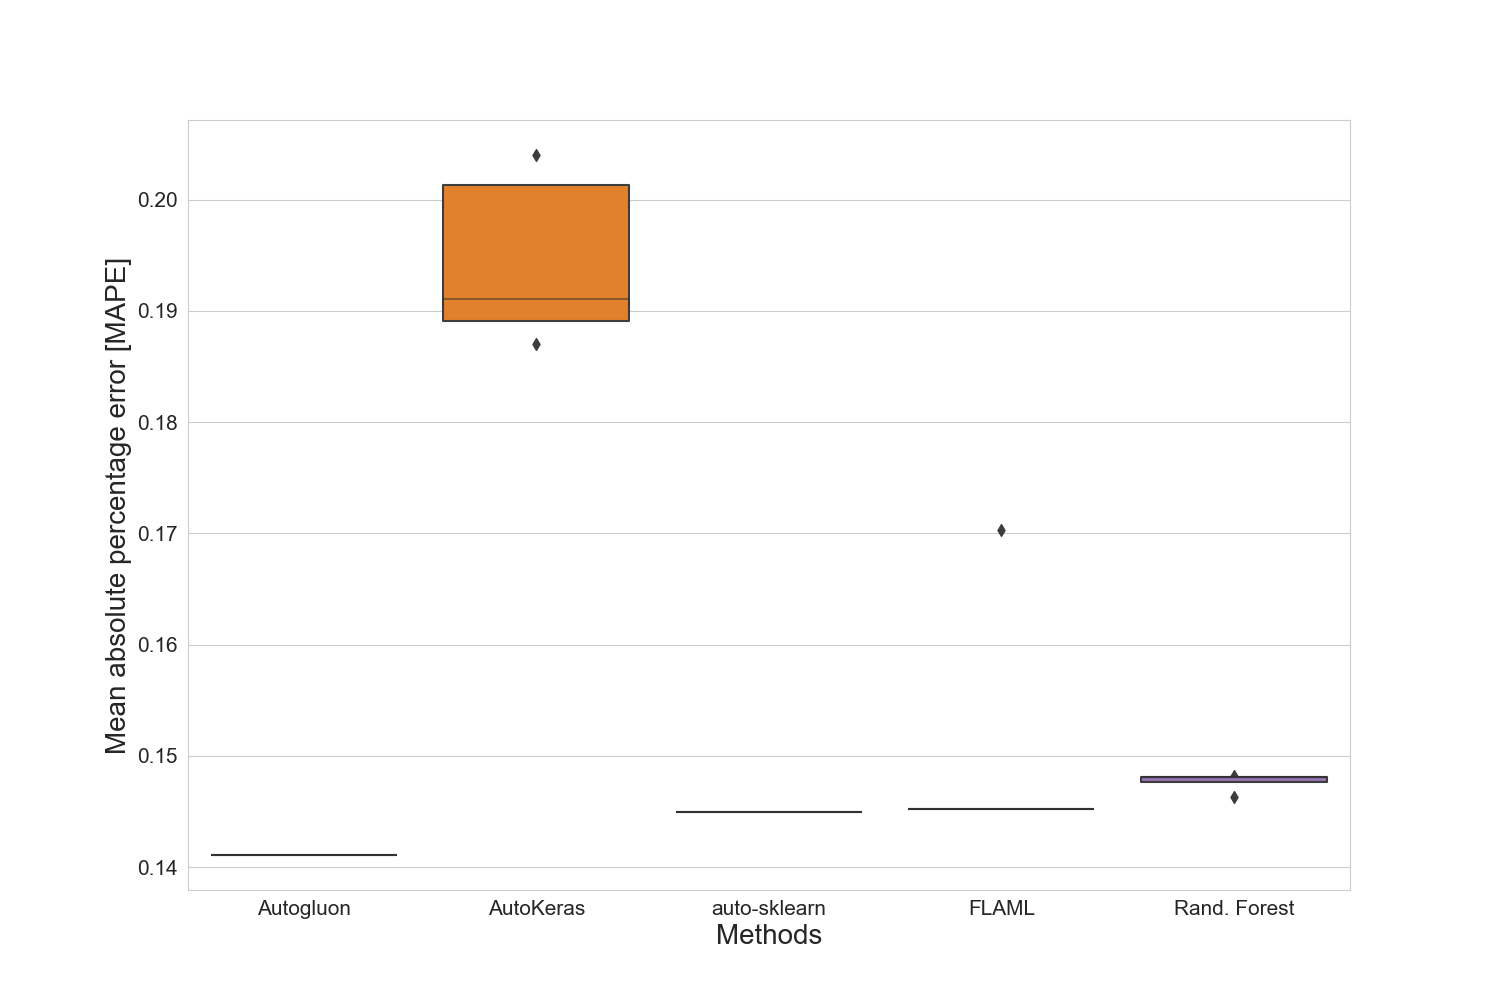 Mean absolute percentage error [MAPE]
0.20
0.19
0.18
0.17
0.16
0.15
0.14
Autogluon
AutoKeras
auto-sklearn
FLAML
Rand. Forest
Methods